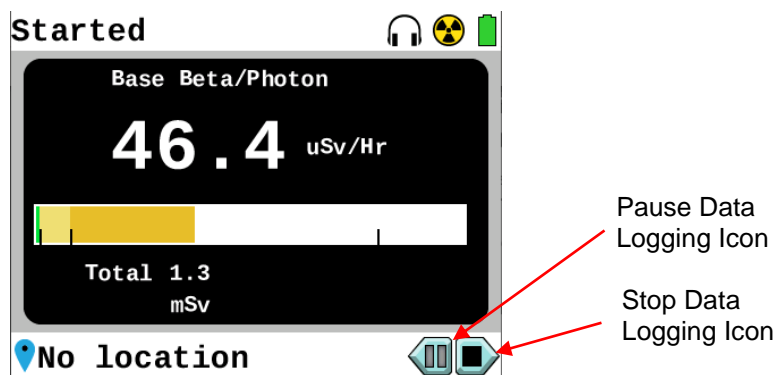 Started
Base Beta/Photon
46.4 uSv/Hr
Total 1.3
mSv
No location
Pause Data
Logging Icon
Stop Data
Logging Icon